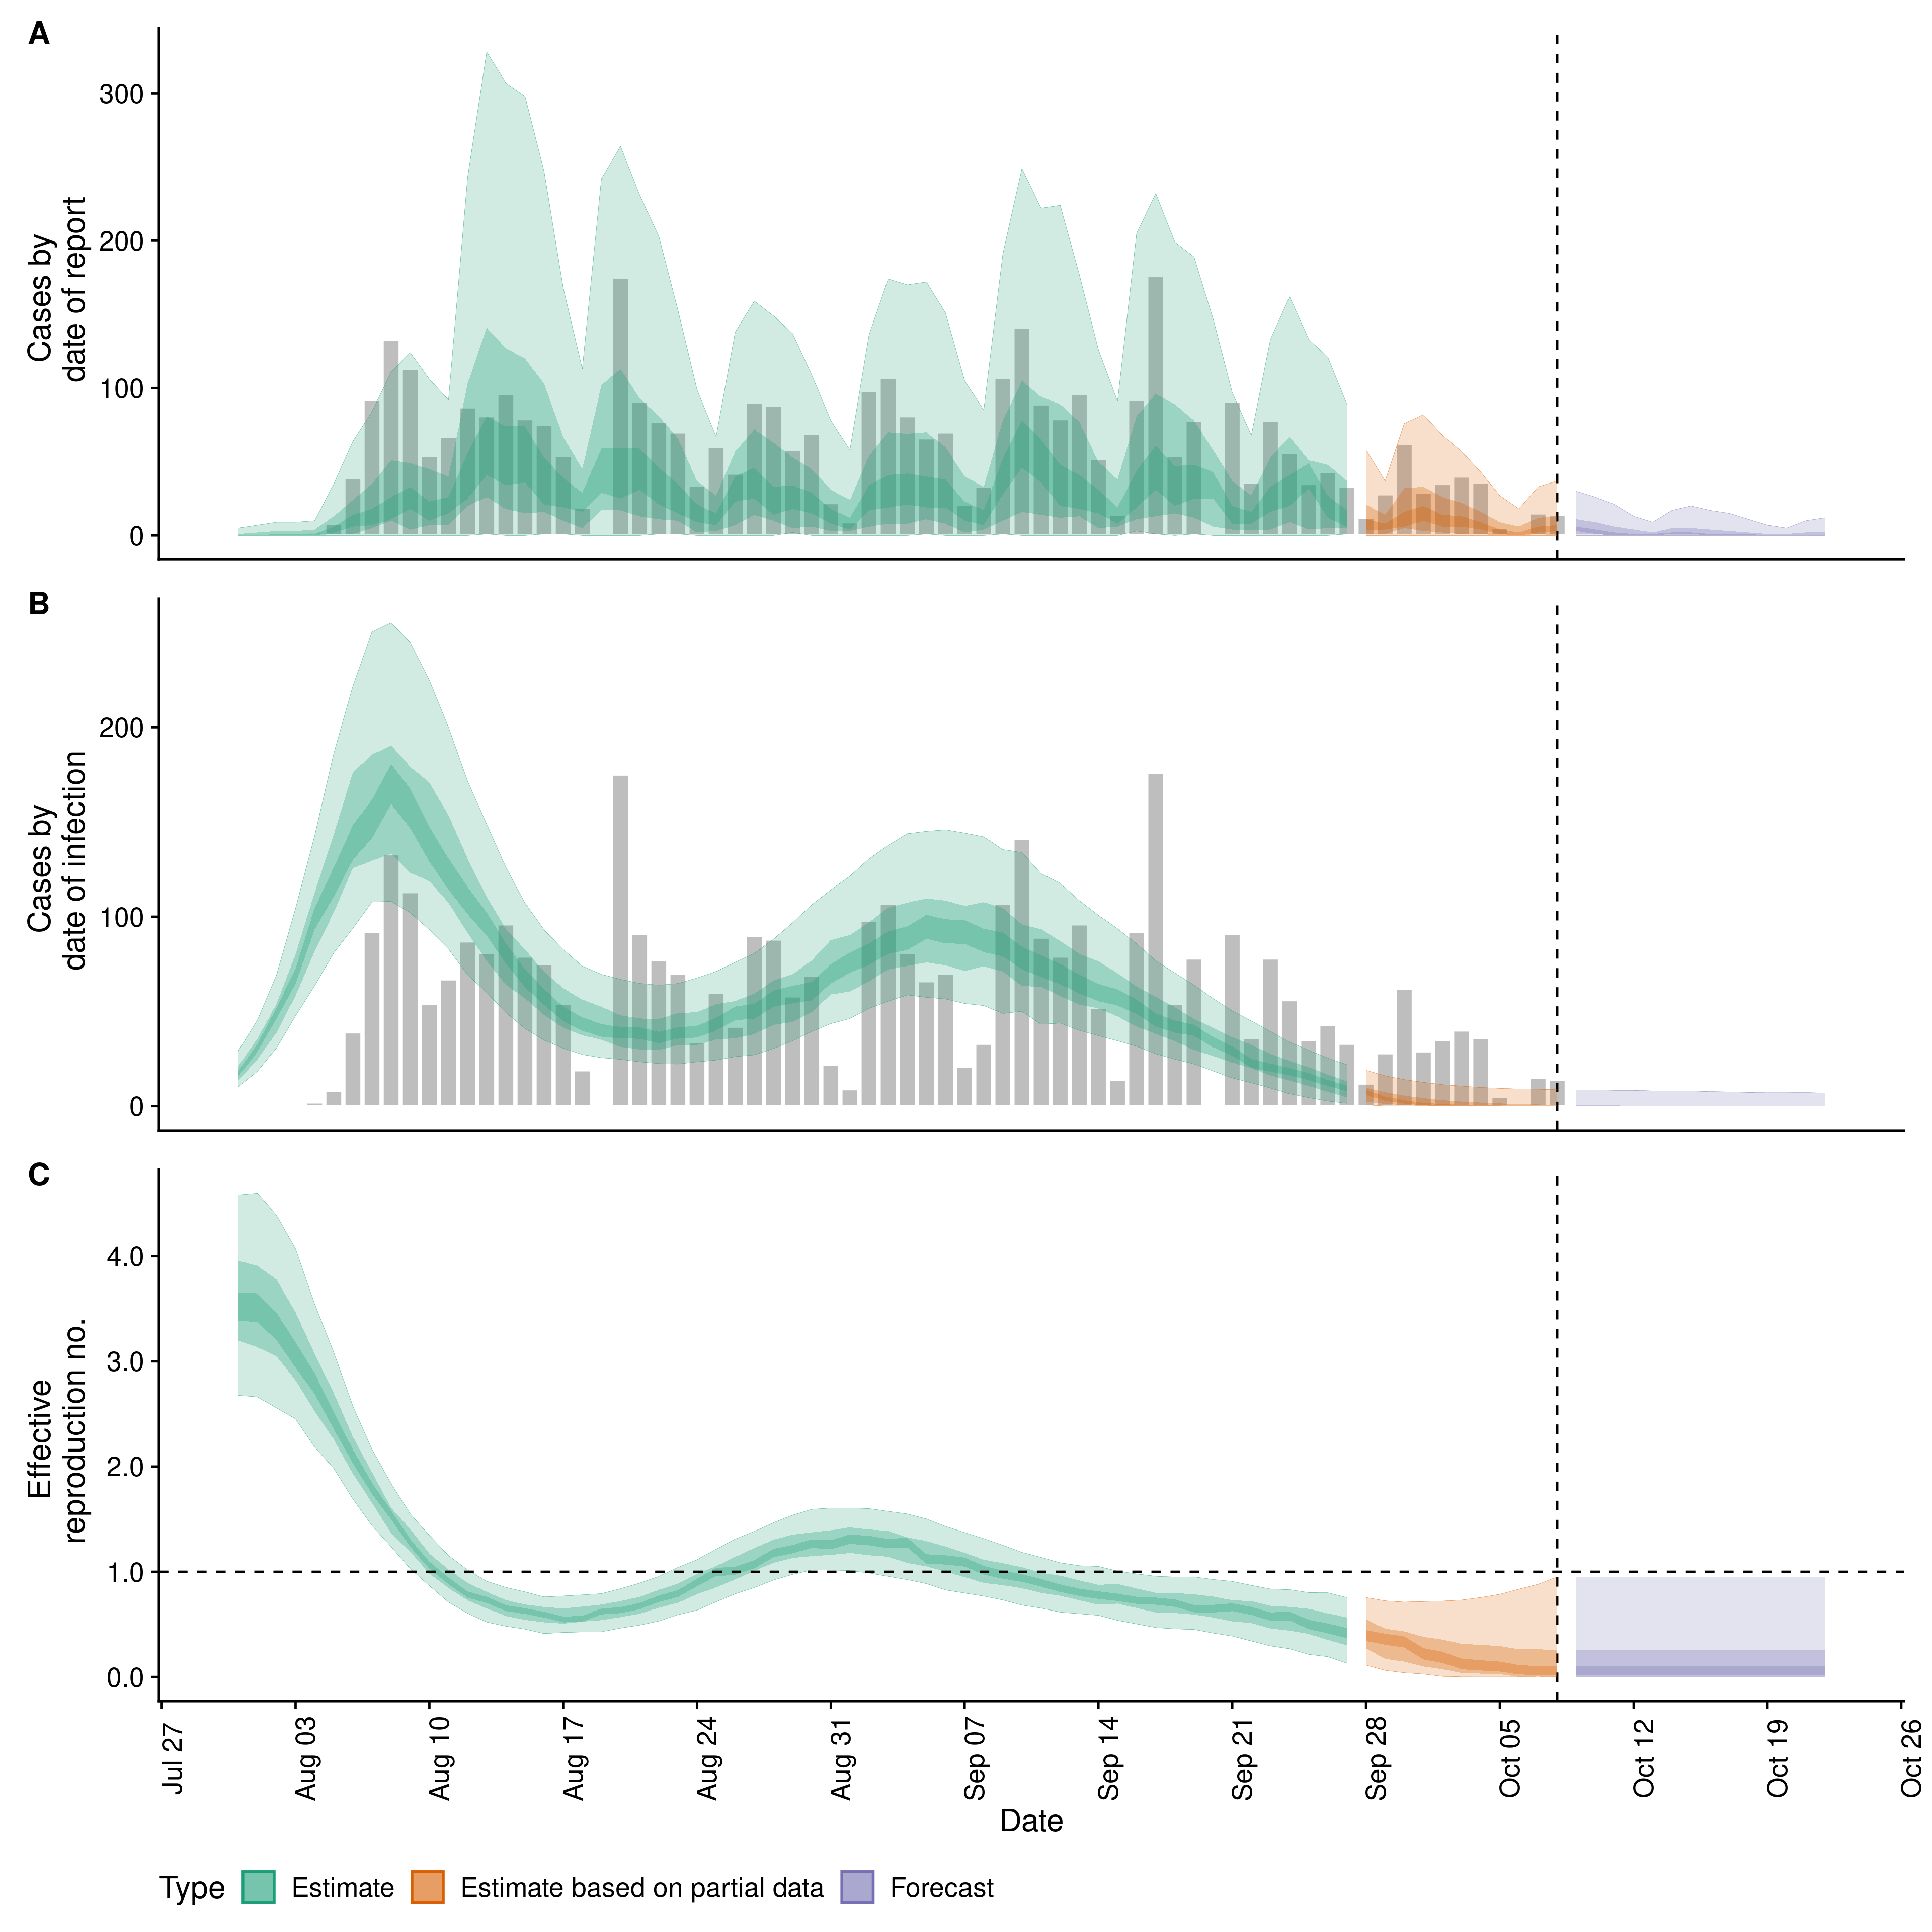 A
Cases by
date of report
300
200
100
0
B
Cases by
date of infection
200
100
0
C
Effective
reproduction no.
4.0
3.0
2.0
1.0
0.0
Jul 27
Aug 03
Aug 10
Aug 17
Aug 24
Aug 31
Sep 07
Sep 14
Sep 21
Sep 28
Oct 05
Oct 12
Oct 19
Oct 26
Date
Type Estimate Estimate based on partial data Forecast